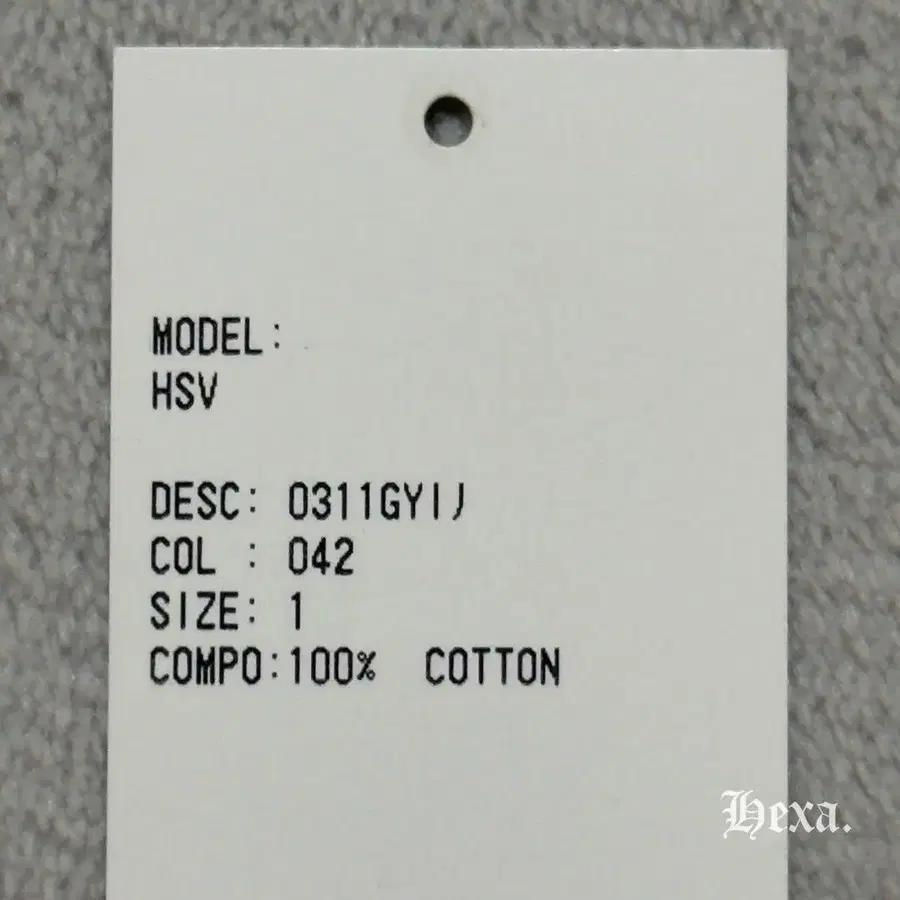 MODEL:
HSV
DESC: 0311GYIJ
COL : 042
SIZE: 1
COMPO:100% COTTON
Hexa.